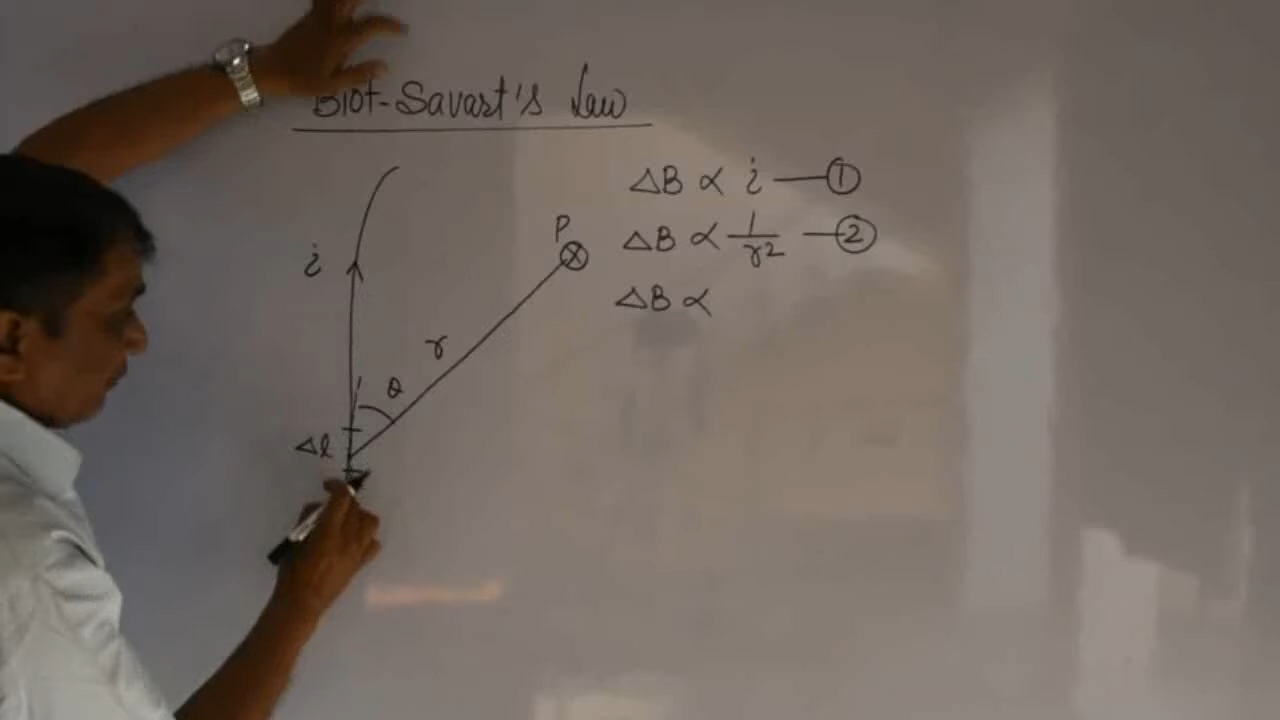 Biot-Savart's Law
ΔB ∝ i —①
P
ΔB ∝ 1/r² —②
i
ΔB ∝
r
θ
Δl